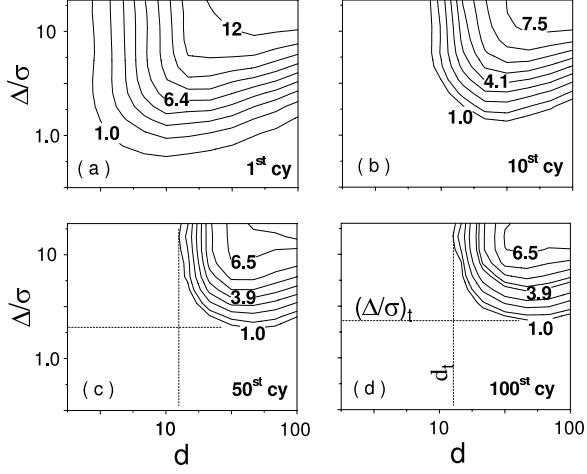 12
10
Δ/σ
6.4
1.0
1.0
( a )
1st cy
7.5
4.1
1.0
( b )
10st cy
10
Δ/σ
6.5
3.9
1.0
1.0
( c )
50st cy
100
d
6.5
3.9
(Δ/σ)t
1.0
dt
( d )
100st cy
100
d